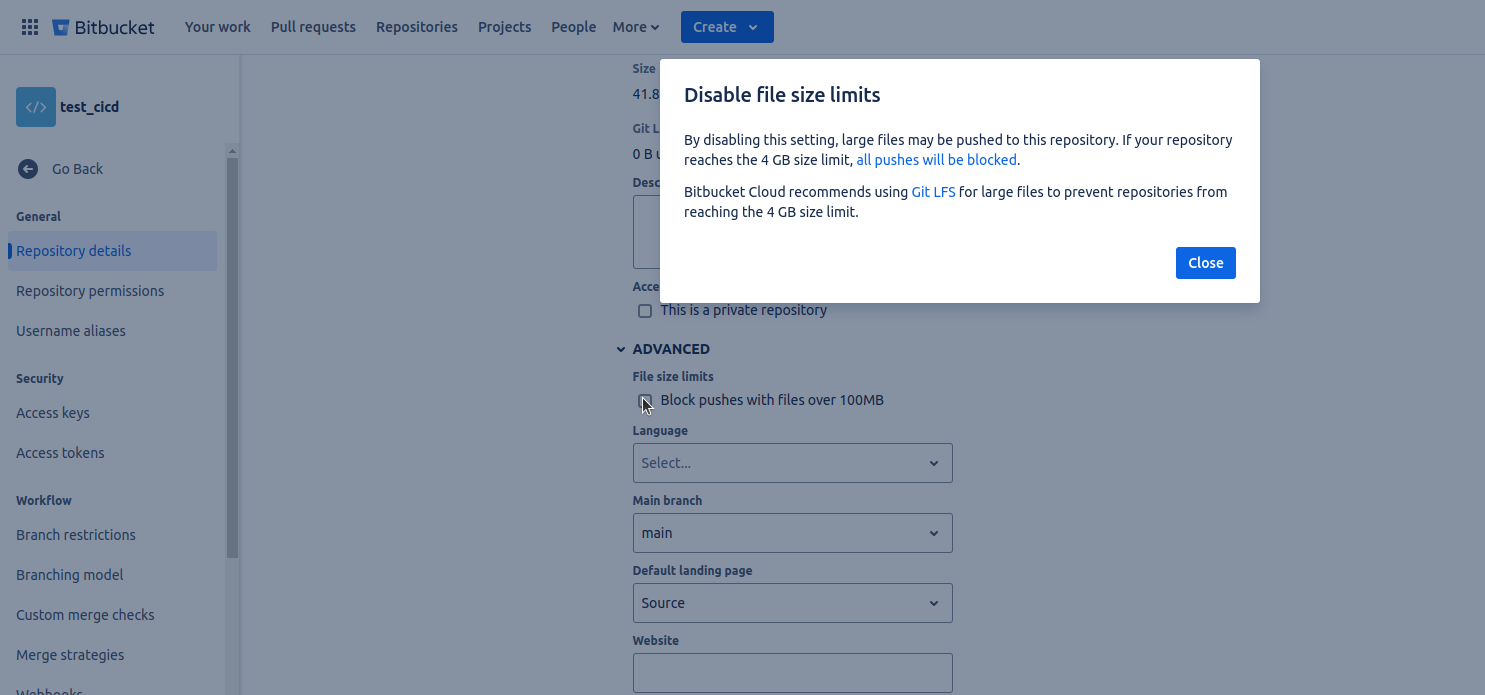 Bitbucket
Your work
Pull requests
Repositories
Projects
People
More
Create
test_cicd
Go Back
General
Repository details
Repository permissions
Username aliases
Security
Access keys
Access tokens
Workflow
Branch restrictions
Branching model
Custom merge checks
Merge strategies
Webhooks
Size
41.8
Git L
0 B u
Desc
Acce
This is a private repository
ADVANCED
File size limits
Block pushes with files over 100MB
Language
Select...
Main branch
main
Default landing page
Source
Website
Disable file size limits
By disabling this setting, large files may be pushed to this repository. If your repository
reaches the 4 GB size limit, all pushes will be blocked.
Bitbucket Cloud recommends using Git LFS for large files to prevent repositories from
reaching the 4 GB size limit.
Close